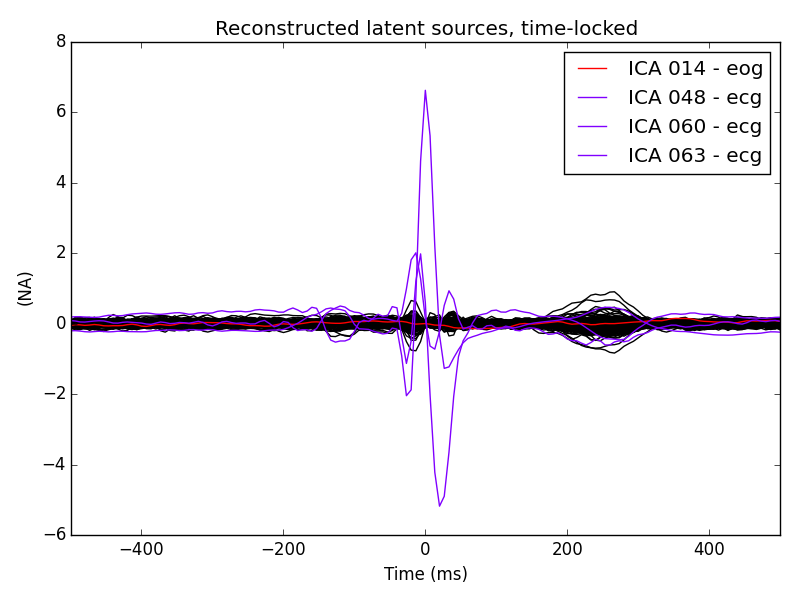 Reconstructed latent sources, time-locked
ICA 014 - eog
ICA 048 - ecg
ICA 060 - ecg
ICA 063 - ecg
8
6
4
2
0
−2
−4
−6
(NA)
−400
−200
0
200
400
Time (ms)